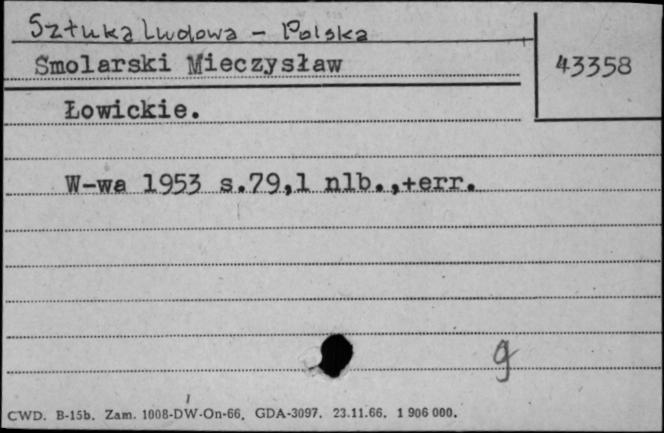 Sztuka Ludowa - Polska
Smolarski Mieczysław
43358
Łowickie.
W-wa 1953 s.79,1 nlb.,+err.
g
CWD. B-15b. Zam. 1008-DW-On-66. GDA-3097. 23.11.66. 1 906 000.